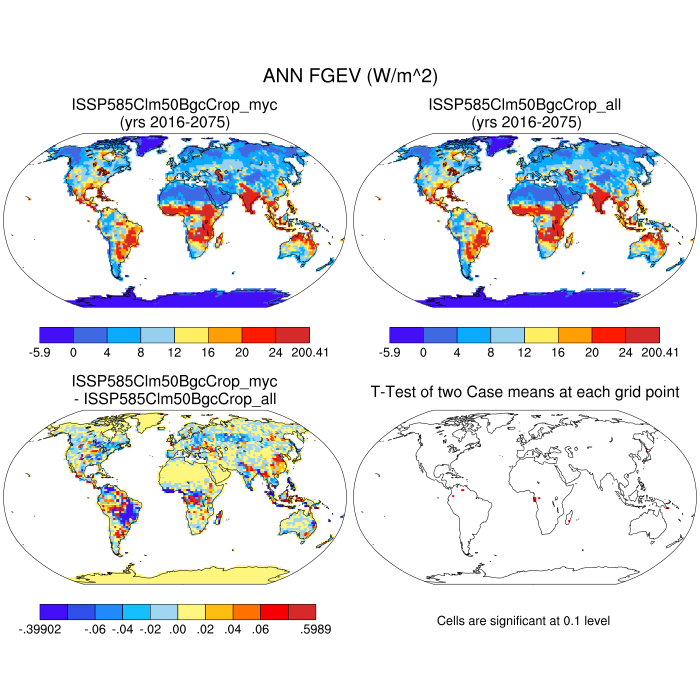 ANN FGEV (W/m^2)
ISSP585Clm50BgcCrop_myc
(yrs 2016-2075)
ISSP585Clm50BgcCrop_all
(yrs 2016-2075)
-5.9 0 4 8 12 16 20 24 200.41
-5.9 0 4 8 12 16 20 24 200.41
ISSP585Clm50BgcCrop_myc
- ISSP585Clm50BgcCrop_all
T-Test of two Case means at each grid point
-.39902 -.06 -.04 -.02 .00 .02 .04 .06 .5989
Cells are significant at 0.1 level